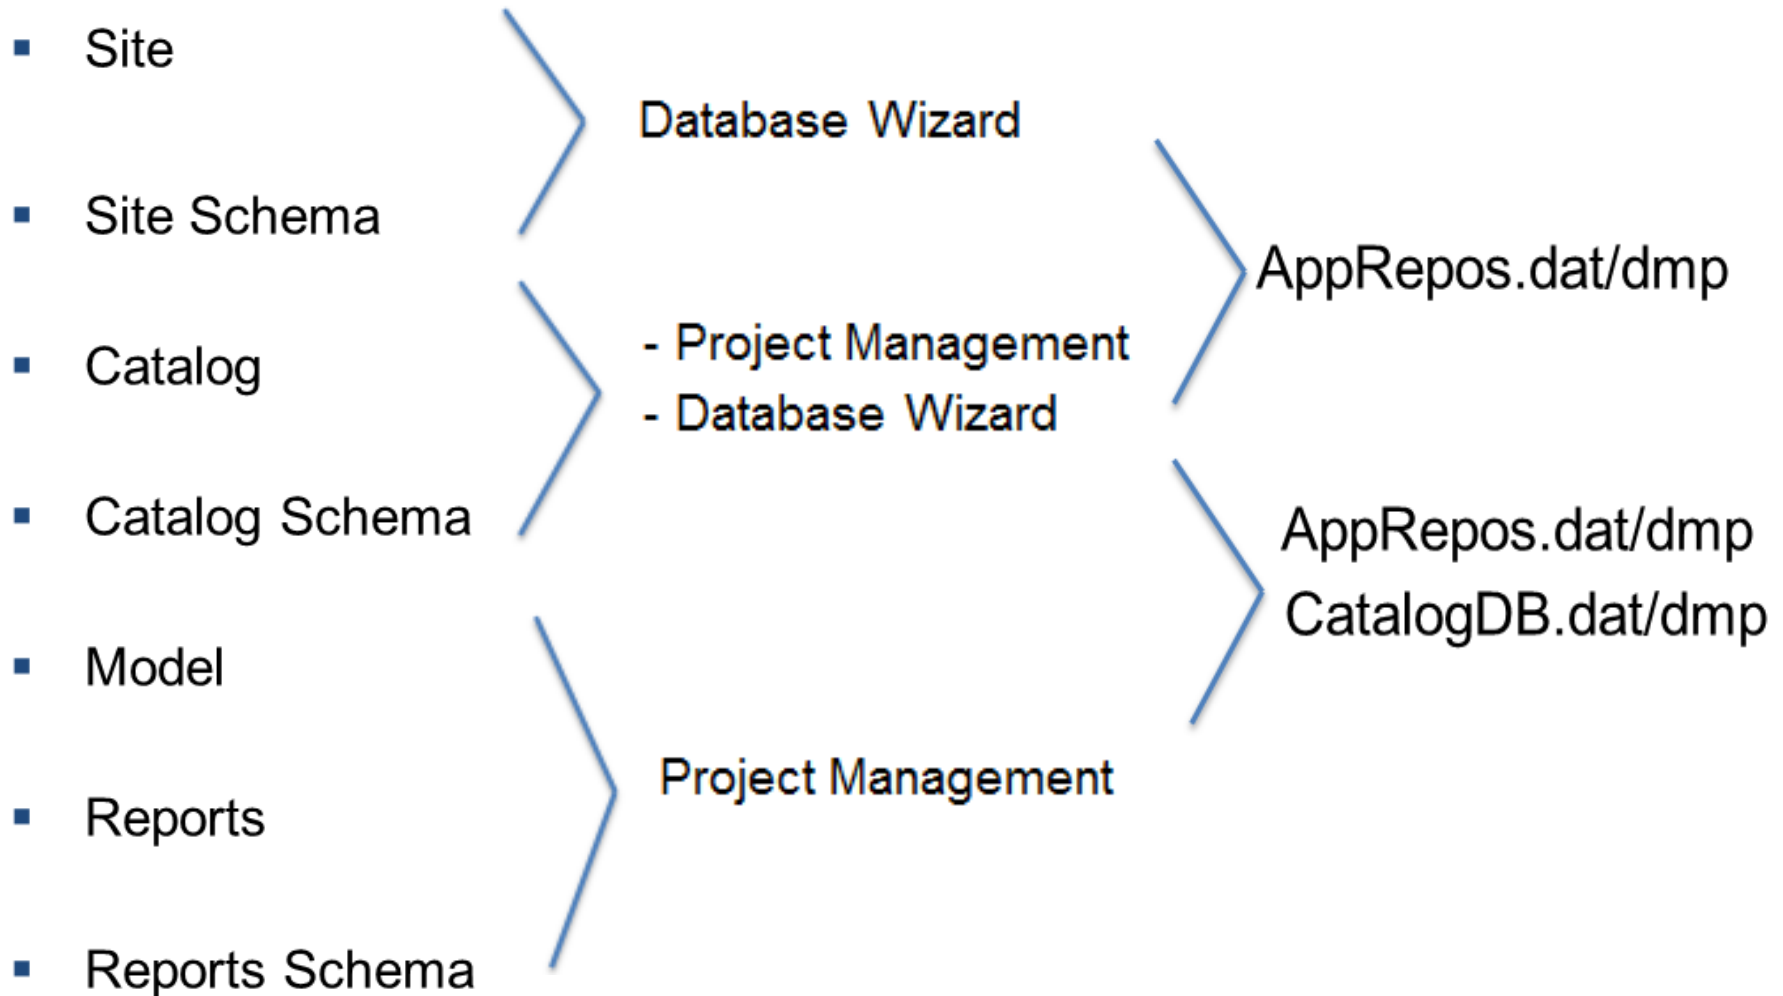 Site
Site Schema
Catalog
Catalog Schema
Model
Reports
Reports Schema
Database Wizard
- Project Management
- Database Wizard
Project Management
AppRepos.dat/dmp
AppRepos.dat/dmp
CatalogDB.dat/dmp